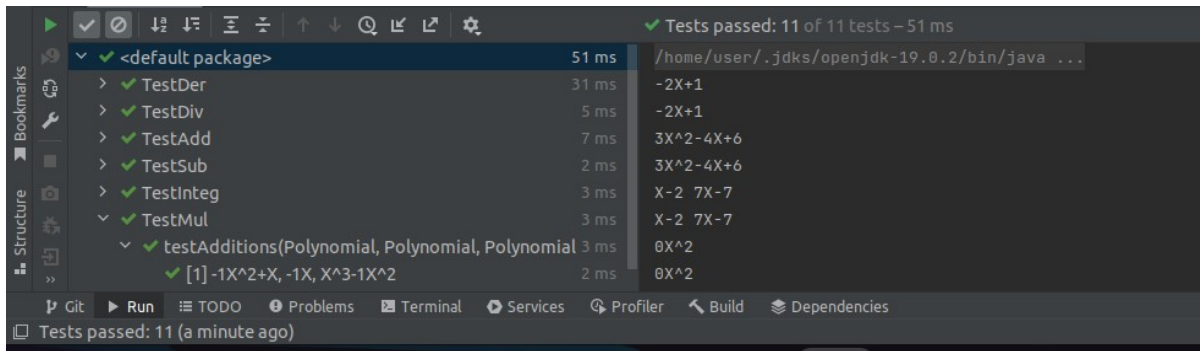 Tests passed: 11 of 11 tests – 51 ms
<default package> 51 ms
TestDer 31 ms
TestDiv 5 ms
TestAdd 7 ms
TestSub 2 ms
TestInteg 3 ms
TestMul 3 ms
testAdditions(Polynomial, Polynomial, Polynomial 3 ms
[1] -1X^2+X, -1X, X^3-1X^2 2 ms
/home/user/.jdks/openjdk-19.0.2/bin/java ...
-2X+1
-2X+1
3X^2-4X+6
3X^2-4X+6
X-2 7X-7
X-2 7X-7
0X^2
0X^2
Bookmarks
Structure
Git Run TODO Problems Terminal Services Profiler Build Dependencies
Tests passed: 11 (a minute ago)